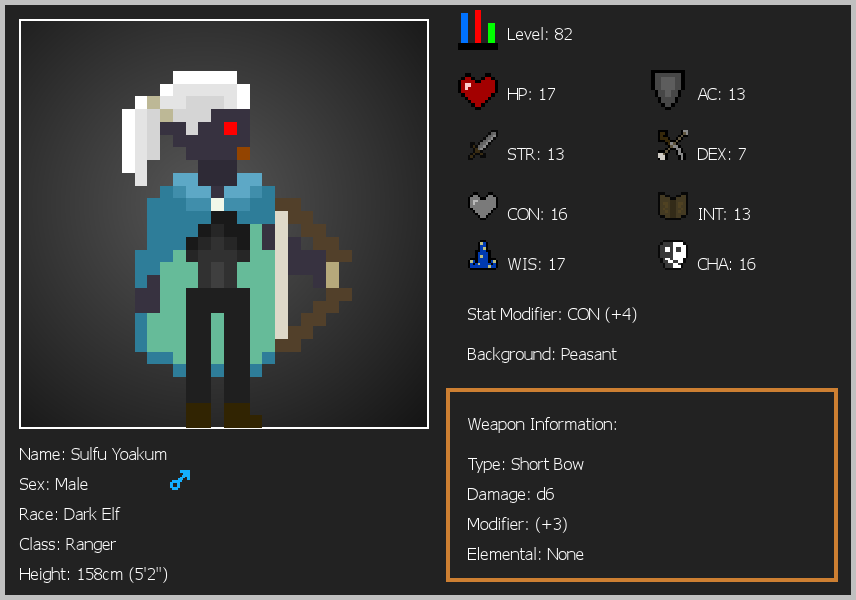 Level: 82
HP: 17
AC: 13
STR: 13
DEX: 7
CON: 16
INT: 13
WIS: 17
CHA: 16
Stat Modifier: CON (+4)
Background: Peasant
Weapon Information:
Type: Short Bow
Damage: d6
Modifier: (+3)
Elemental: None
Name: Sulfu Yoakum
Sex: Male
Race: Dark Elf
Class: Ranger
Height: 158cm (5'2")